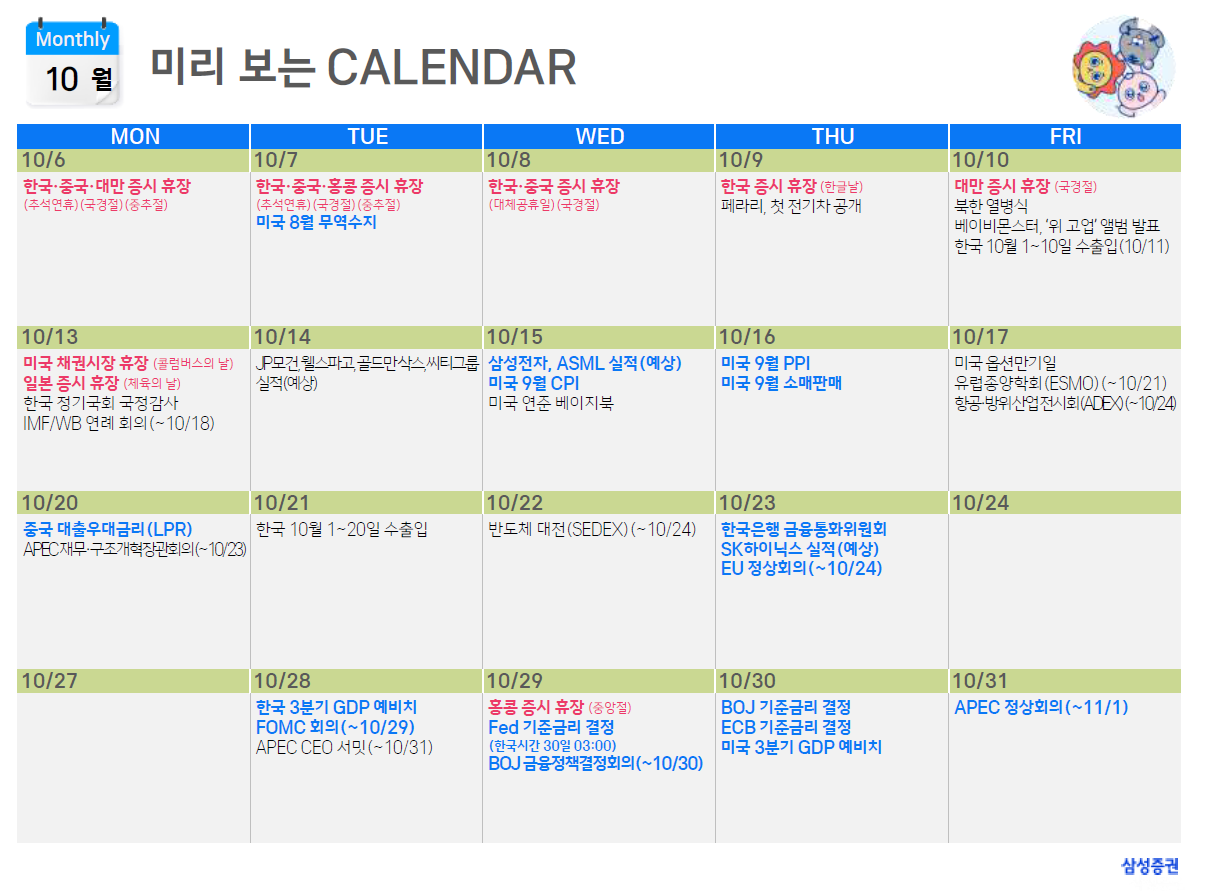 Monthly
10 월
미리 보는 CALENDAR
MON TUE WED THU FRI
10/6
한국·중국·대만 증시 휴장
(추석연휴)(국경절)(중추절)
10/7
한국·중국·홍콩 증시 휴장
(추석연휴)(국경절)(중추절)
미국 8월 무역수지
10/8
한국·중국 증시 휴장
(대체공휴일)(국경절)
10/9
한국 증시 휴장 (한글날)
페라리, 첫 전기차 공개
10/10
대만 증시 휴장 (국경절)
북한 열병식
베이비몬스터, '위 고업' 앨범 발표
한국 10월 1~10일 수출입(10/11)
10/13
미국 채권시장 휴장 (콜럼버스의 날)
일본 증시 휴장 (체육의 날)
한국 정기국회 국정감사
IMF/WB 연례 회의(~10/18)
10/14
JP모건,웰스파고,골드만삭스,씨티그룹
실적(예상)
10/15
삼성전자, ASML 실적(예상)
미국 9월 CPI
미국 연준 베이지북
10/16
미국 9월 PPI
미국 9월 소매판매
10/17
미국 옵션만기일
유럽종양학회(ESMO)(~10/21)
항공·방위산업전시회(ADEX)(~10/24)
10/20
중국 대출우대금리(LPR)
APEC재무·구조개혁장관회의(~10/23)
10/21
한국 10월 1~20일 수출입
10/22
반도체 대전(SEDEX)(~10/24)
10/23
한국은행 금융통화위원회
SK하이닉스 실적(예상)
EU 정상회의(~10/24)
10/24
10/27
10/28
한국 3분기 GDP 예비치
FOMC 회의(~10/29)
APEC CEO 서밋(~10/31)
10/29
홍콩 증시 휴장 (중앙절)
Fed 기준금리 결정
(한국시간 30일 03:00)
BOJ 금융정책결정회의(~10/30)
10/30
BOJ 기준금리 결정
ECB 기준금리 결정
미국 3분기 GDP 예비치
10/31
APEC 정상회의(~11/1)
삼성증권